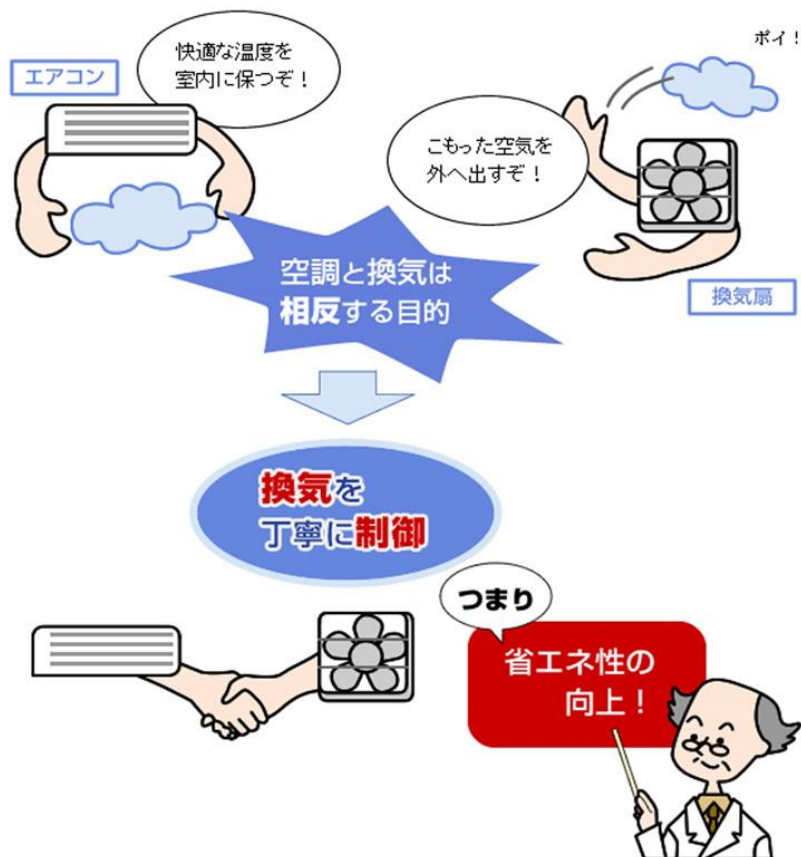 エアコン
快適な温度を
室内に保つぞ！
ポイ！
こもった空気を
外へ出すぞ！
換気扇
空調と換気は
相反する目的
換気を
丁寧に制御
つまり
省エネ性の
向上！